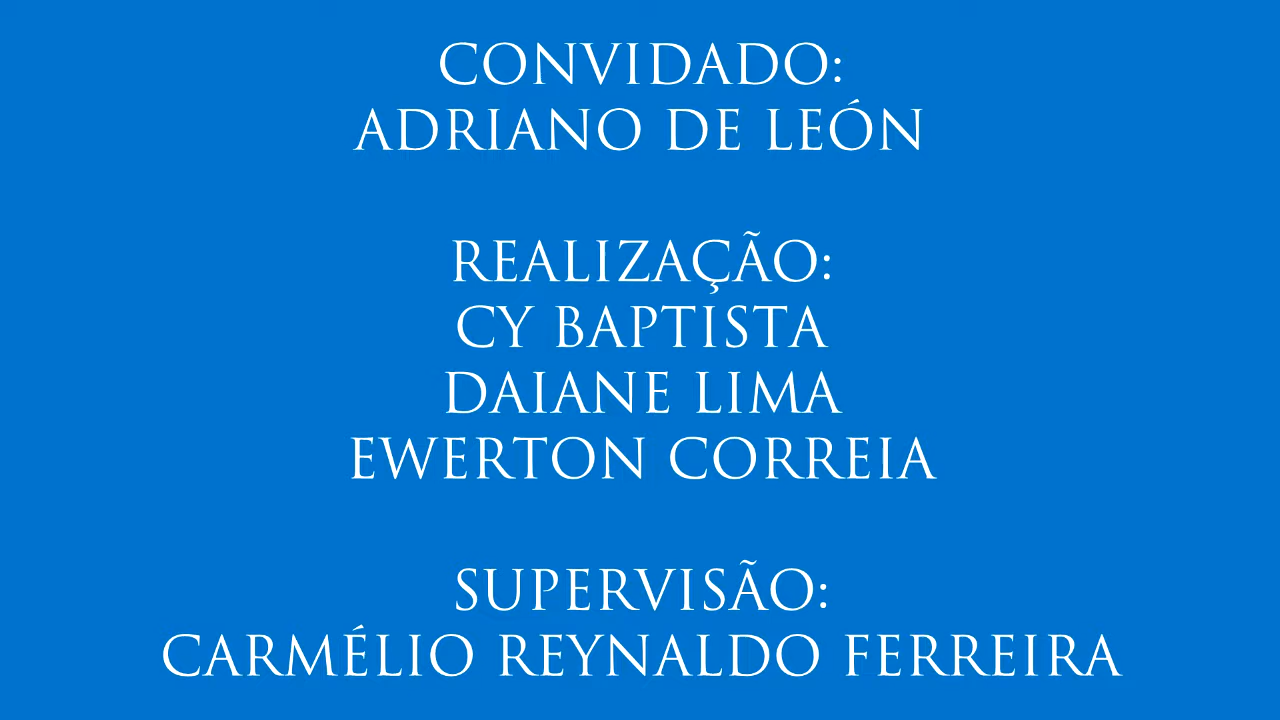 CONVIDADO:
ADRIANO DE LEÓN
REALIZAÇÃO:
CY BAPTISTA
DAIANE LIMA
EWERTON CORREIA
SUPERVISÃO:
CARMÉLIO REYNALDO FERREIRA